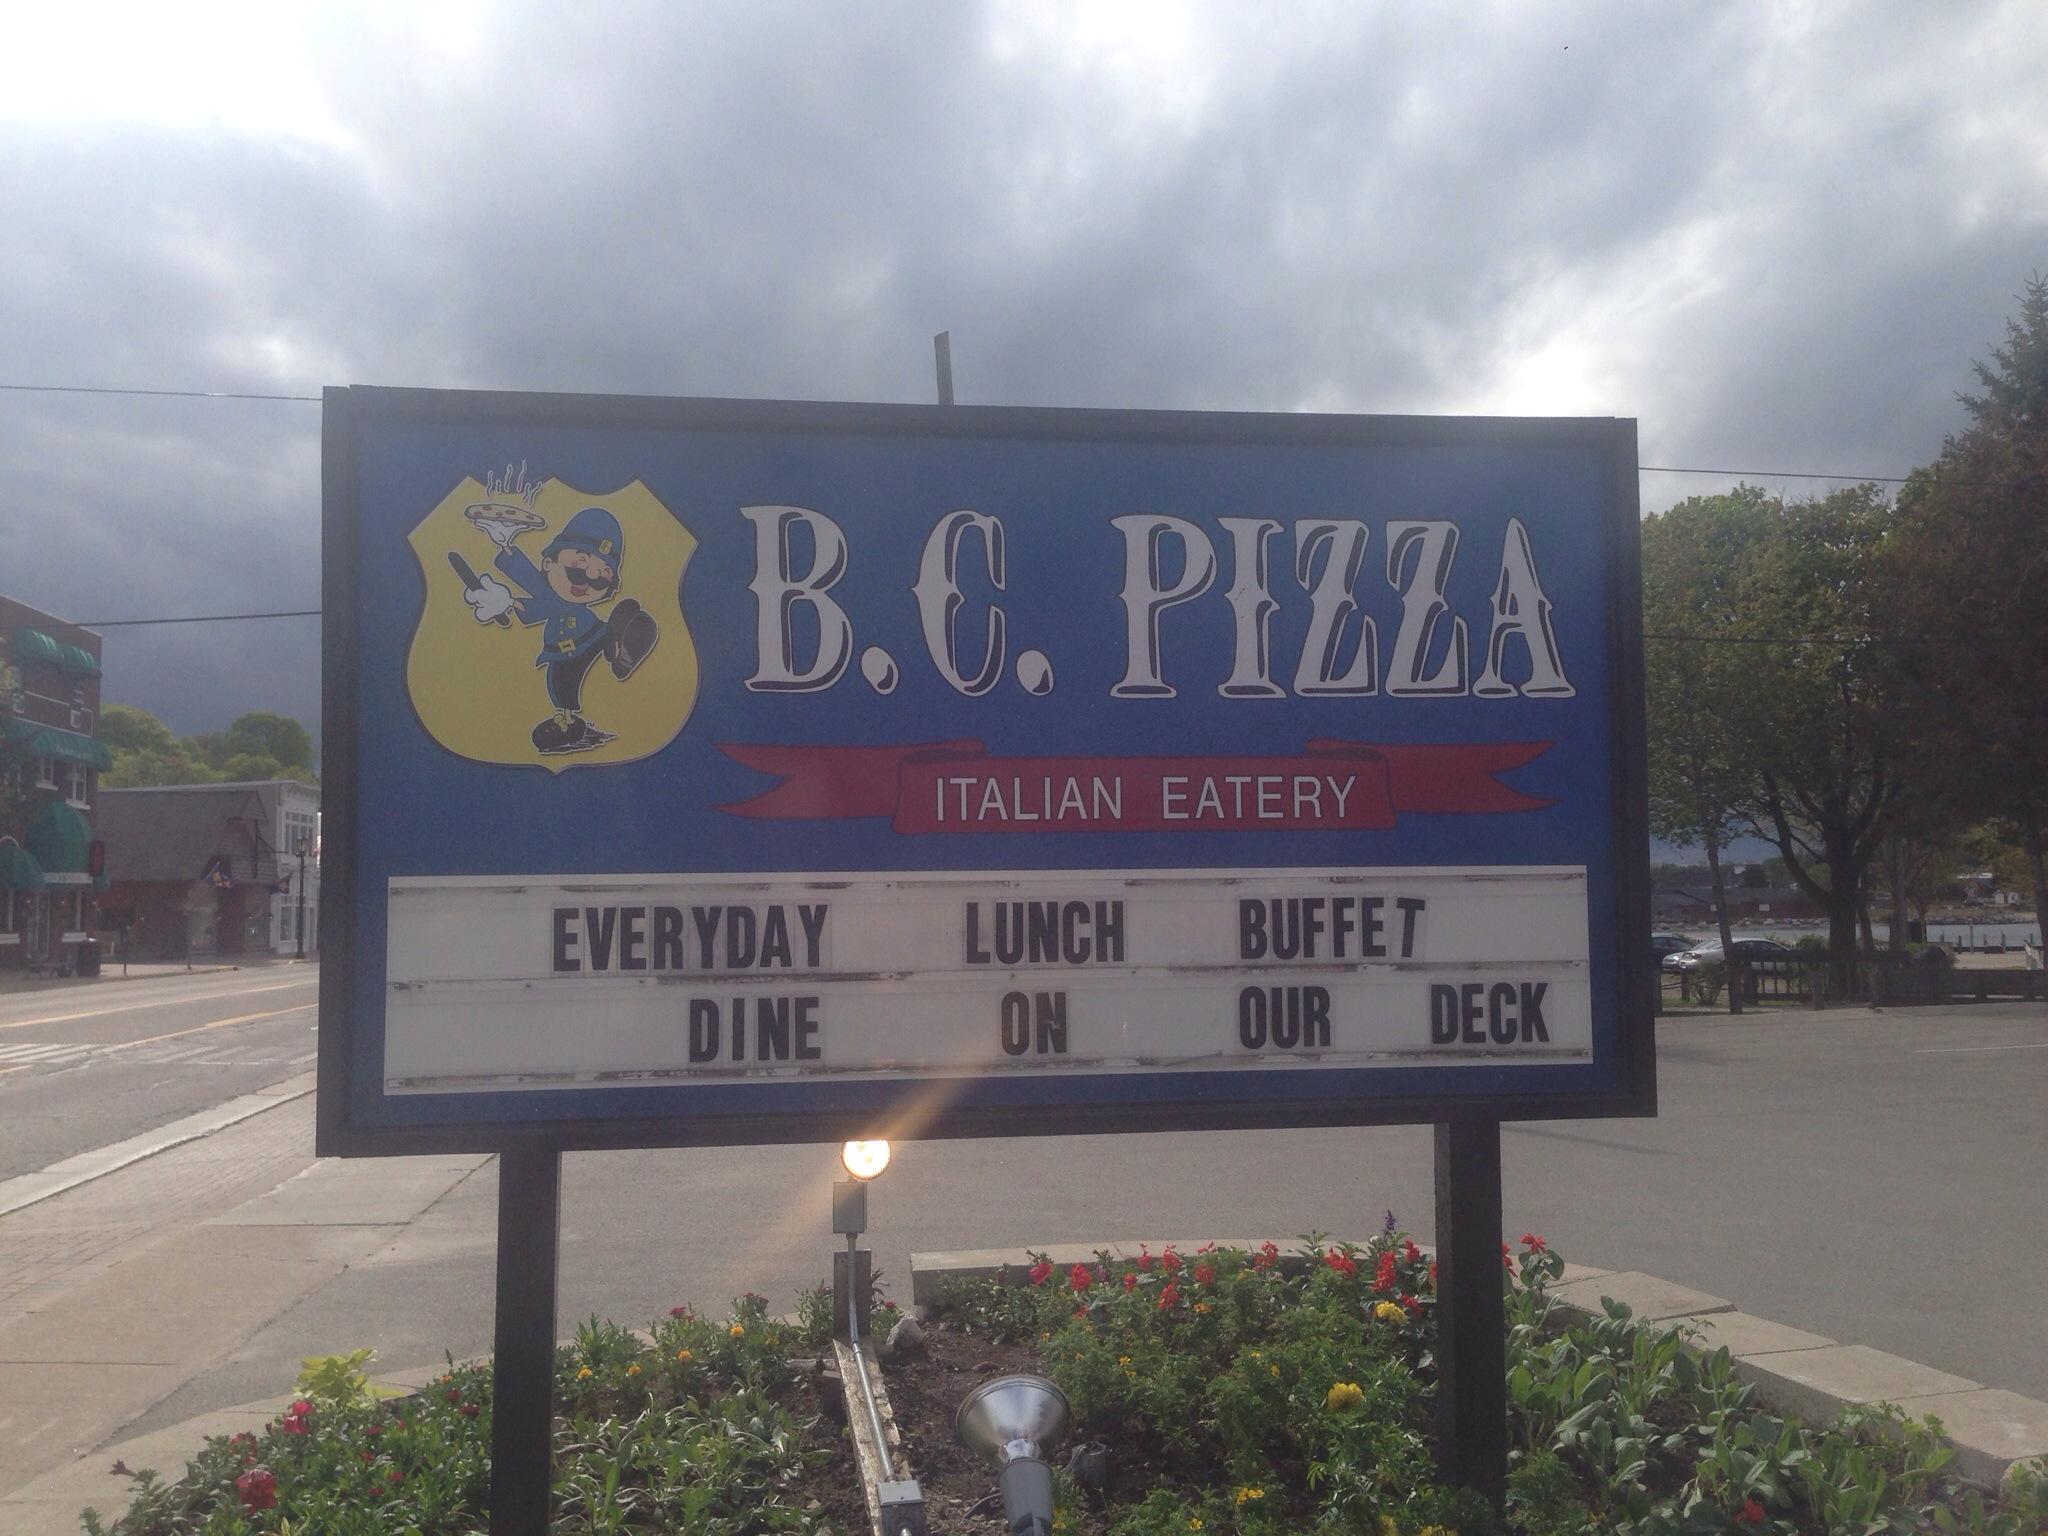 B.C. PIZZA
ITALIAN EATERY
EVERYDAY LUNCH BUFFET
DINE ON OUR DECK